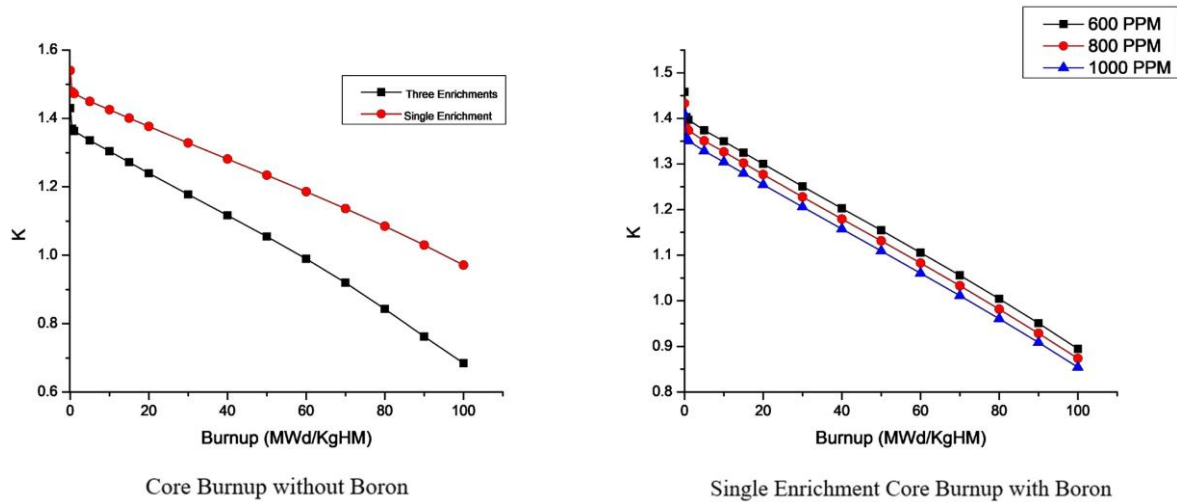 1.6
1.4
1.2
1.0
0.8
0.6
K
0
20
40
60
80
100
Burnup (MWd/KgHM)
Three Enrichments
Single Enrichment
Core Burnup without Boron
600 PPM
800 PPM
1000 PPM
1.5
1.4
1.3
1.2
1.1
1.0
0.9
0.8
K
0
20
40
60
80
100
Burnup (MWd/KgHM)
Single Enrichment Core Burnup with Boron